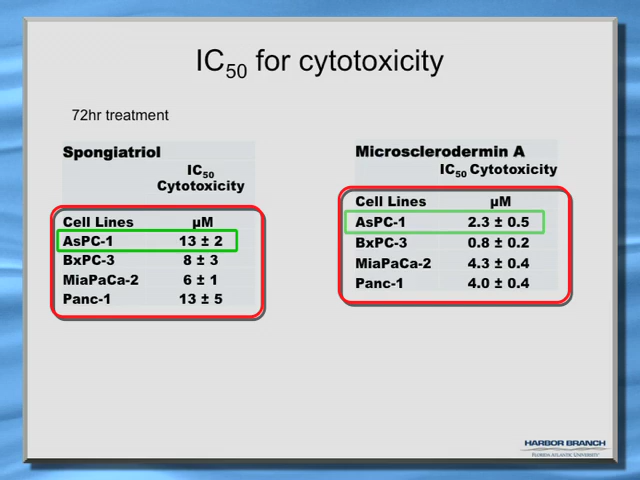 IC50 for cytotoxicity
72hr treatment
Spongiatriol
IC50
Cytotoxicity
Cell Lines µM
AsPC-1 13 ± 2
BxPC-3 8 ± 3
MiaPaCa-2 6 ± 1
Panc-1 13 ± 5
Microsclerodermin A
IC50 Cytotoxicity
Cell Lines µM
AsPC-1 2.3 ± 0.5
BxPC-3 0.8 ± 0.2
MiaPaCa-2 4.3 ± 0.4
Panc-1 4.0 ± 0.4
HARBOR BRANCH
FLORIDA ATLANTIC UNIVERSITY